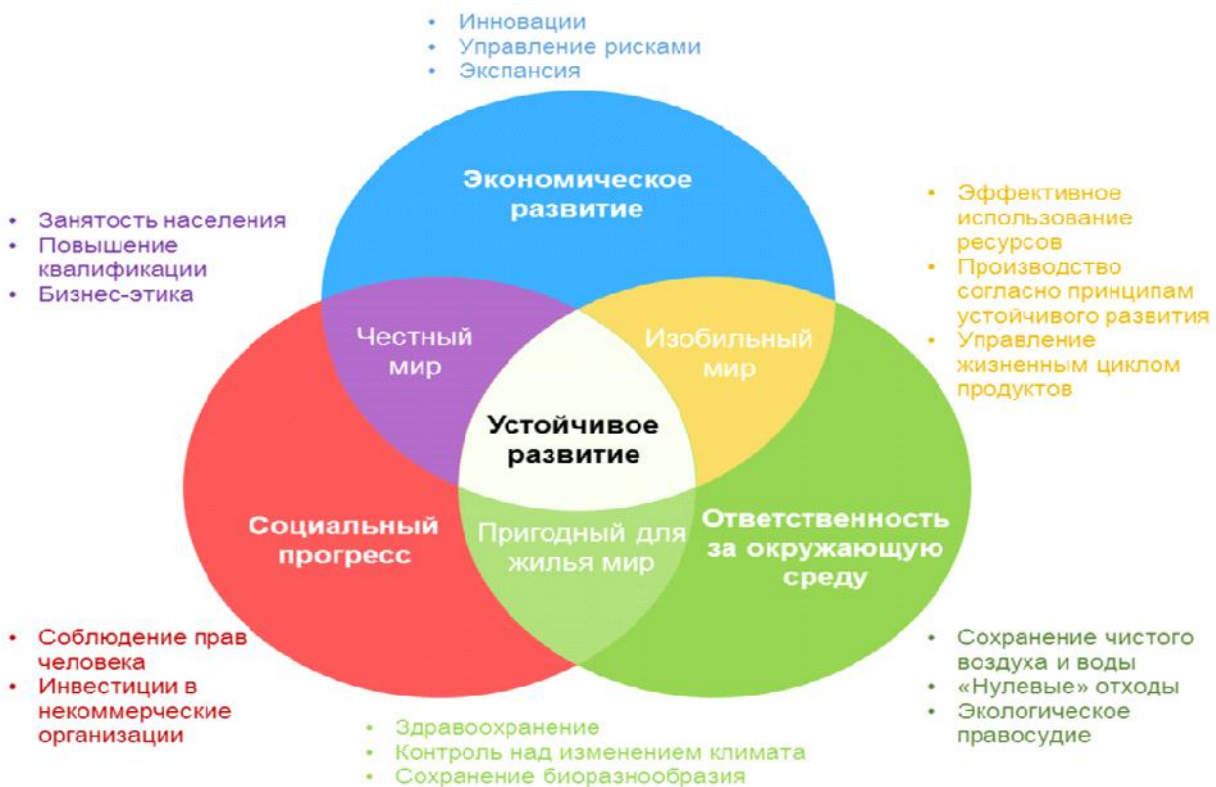 • Инновации
• Управление рисками
• Экспансия
Экономическое
развитие
• Занятость населения
• Повышение
квалификации
• Бизнес-этика
• Эффективное
использование
ресурсов
• Производство
согласно принципам
устойчивого развития
• Управление
жизненным циклом
продуктов
Честный
мир
Изобильный
мир
Устойчивое
развитие
Социальный
прогресс
Пригодный для
жилья мир
Ответственность
за окружающую
среду
• Соблюдение прав
человека
• Инвестиции в
некоммерческие
организации
• Сохранение чистого
воздуха и воды
• «Нулевые» отходы
• Экологическое
правосудие
• Здравоохранение
• Контроль над изменением климата
• Сохранение биоразнообразия